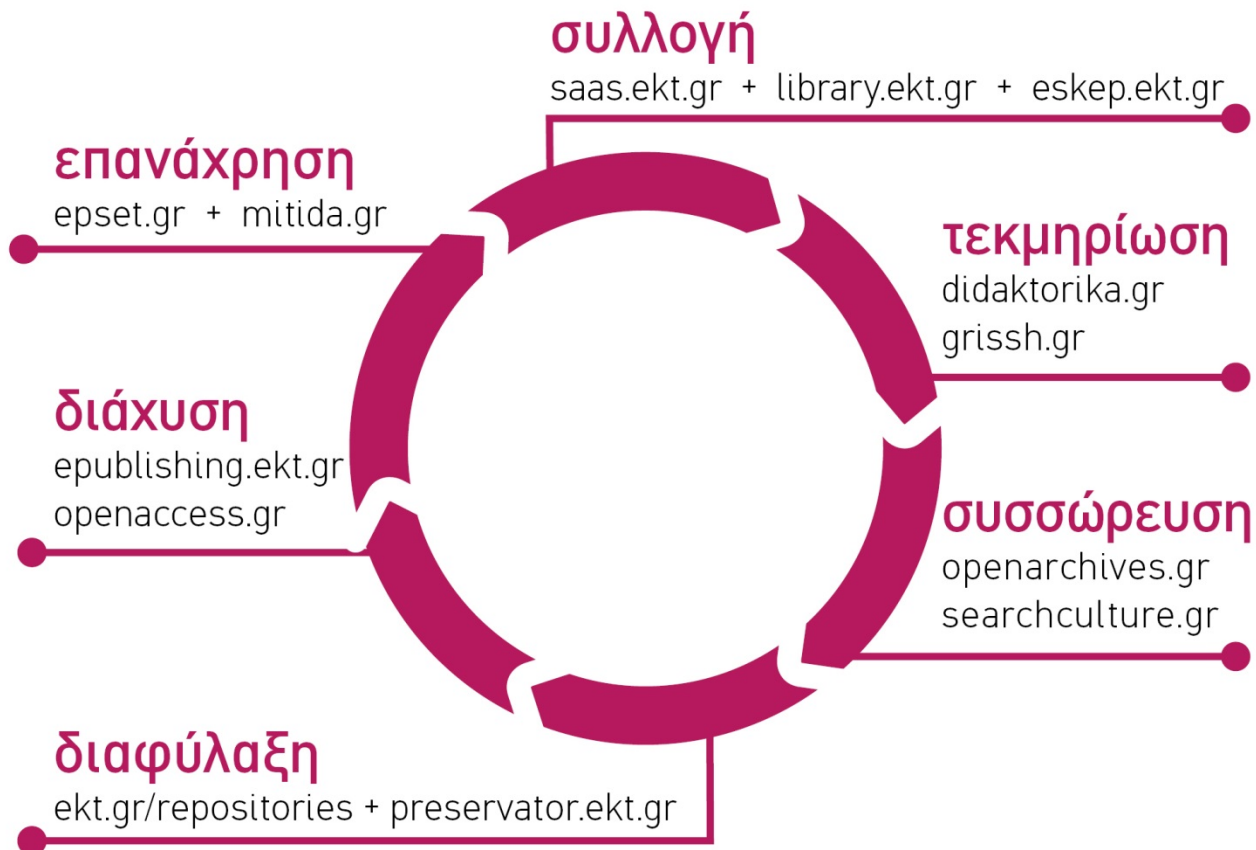 συλλογή
saas.ekt.gr + library.ekt.gr + eskep.ekt.gr
επανάχρηση
epset.gr + mitida.gr
τεκμηρίωση
didaktorika.gr
grissh.gr
διάχυση
epublishing.ekt.gr
openaccess.gr
συσσώρευση
openarchives.gr
searchculture.gr
διαφύλαξη
ekt.gr/repositories + preservator.ekt.gr